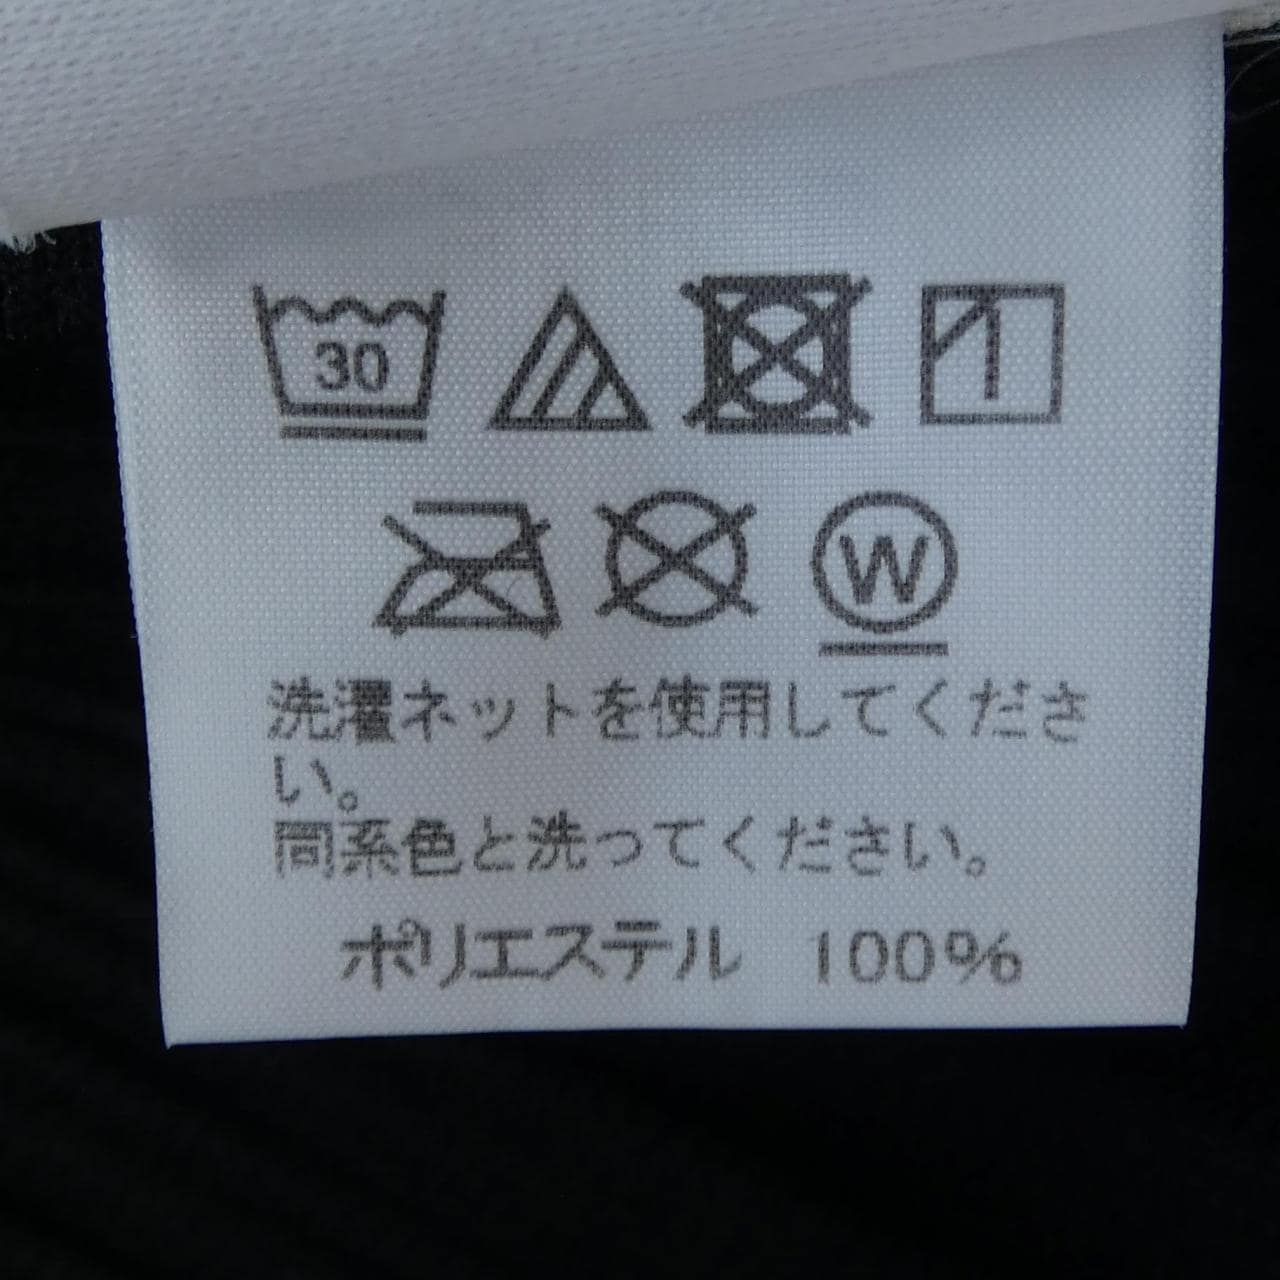 30
W
洗濯ネットを使用してくださ
い。
同系色と洗ってください。
ポリエステル 100%